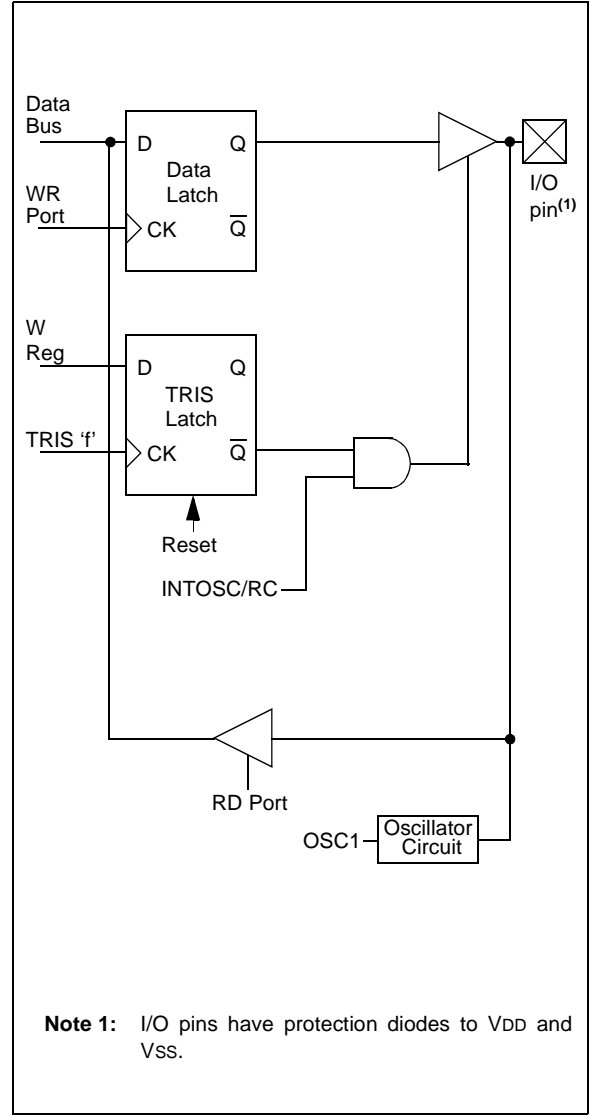 Data
Bus
D
Q
Data
Latch
WR
Port
CK
Q
I/O
pin(1)
W
Reg
D
Q
TRIS
Latch
TRIS ‘f’
CK
Q
Reset
INTOSC/RC
RD Port
OSC1
Oscillator
Circuit
Note 1: I/O pins have protection diodes to VDD and
VSS.